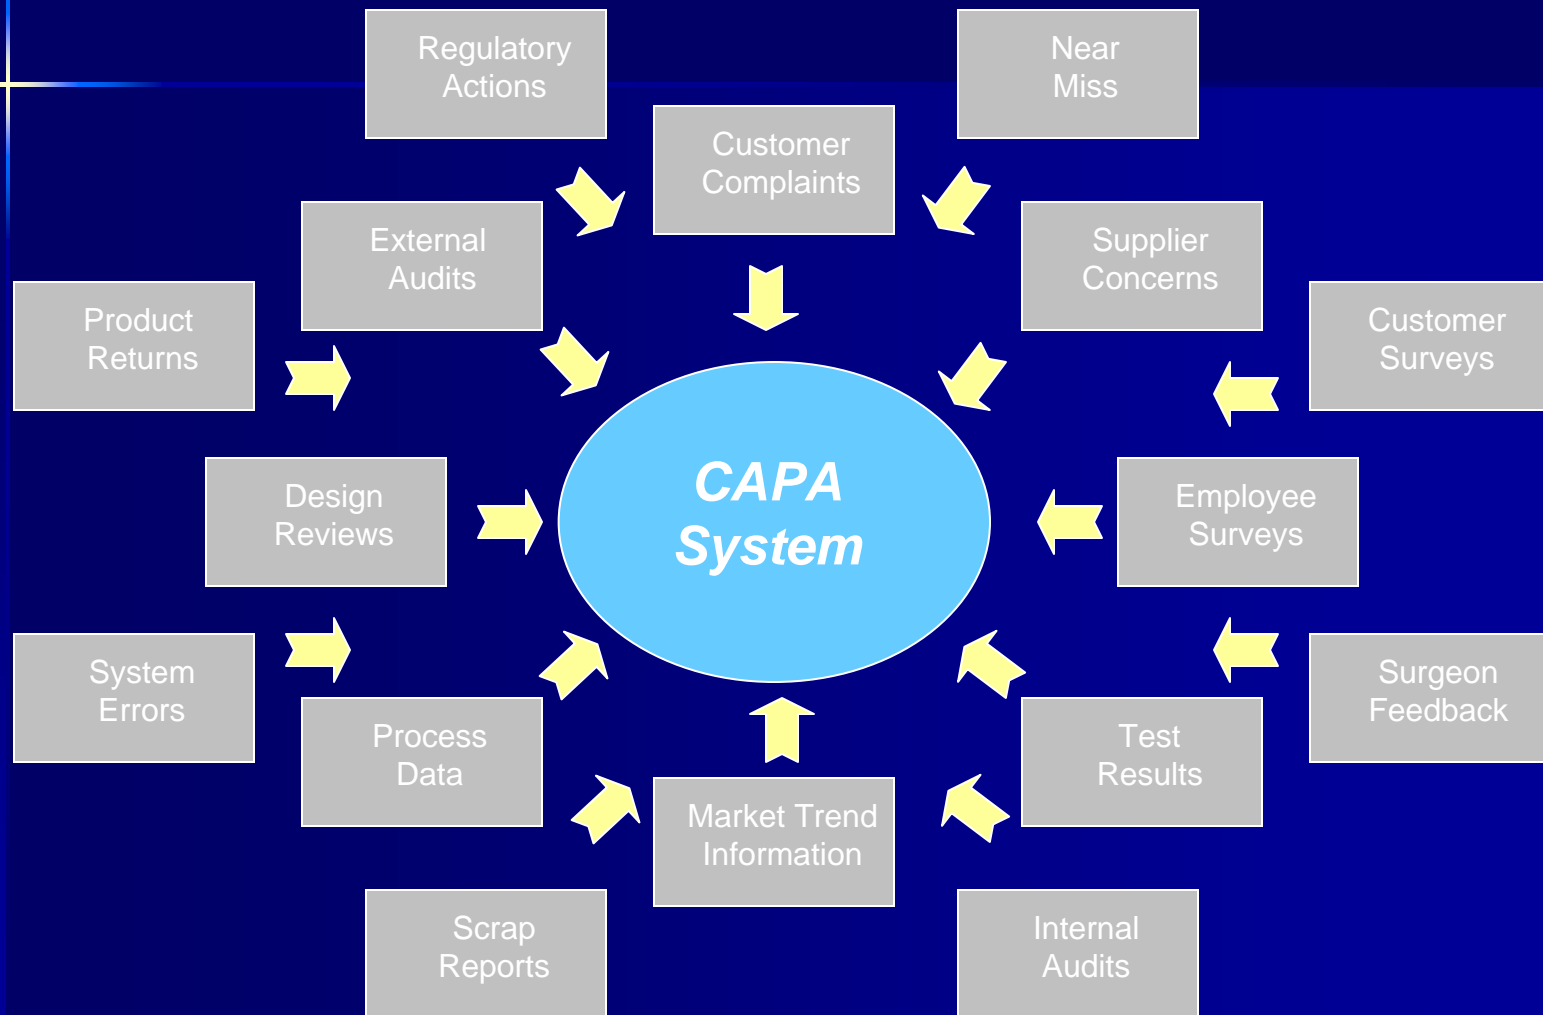 Regulatory
Actions
Near
Miss
Customer
Complaints
External
Audits
Supplier
Concerns
Product
Returns
Customer
Surveys
CAPA
System
Design
Reviews
Employee
Surveys
System
Errors
Surgeon
Feedback
Process
Data
Test
Results
Market Trend
Information
Scrap
Reports
Internal
Audits